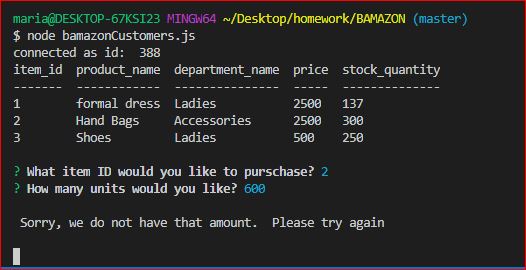 maria@DESKTOP-67KSI23 MINGW64 ~/Desktop/homework/BAMAZON (master)
$ node bamazonCustomers.js
connected as id:  388
item_id  product_name  department_name  price  stock_quantity
-------  ------------  ---------------  -----  --------------
1        formal dress  Ladies           2500   137
2        Hand Bags     Accessories      2500   300
3        Shoes         Ladies           500    250
? What item ID would you like to purschase? 2
? How many units would you like? 600
Sorry, we do not have that amount.  Please try again